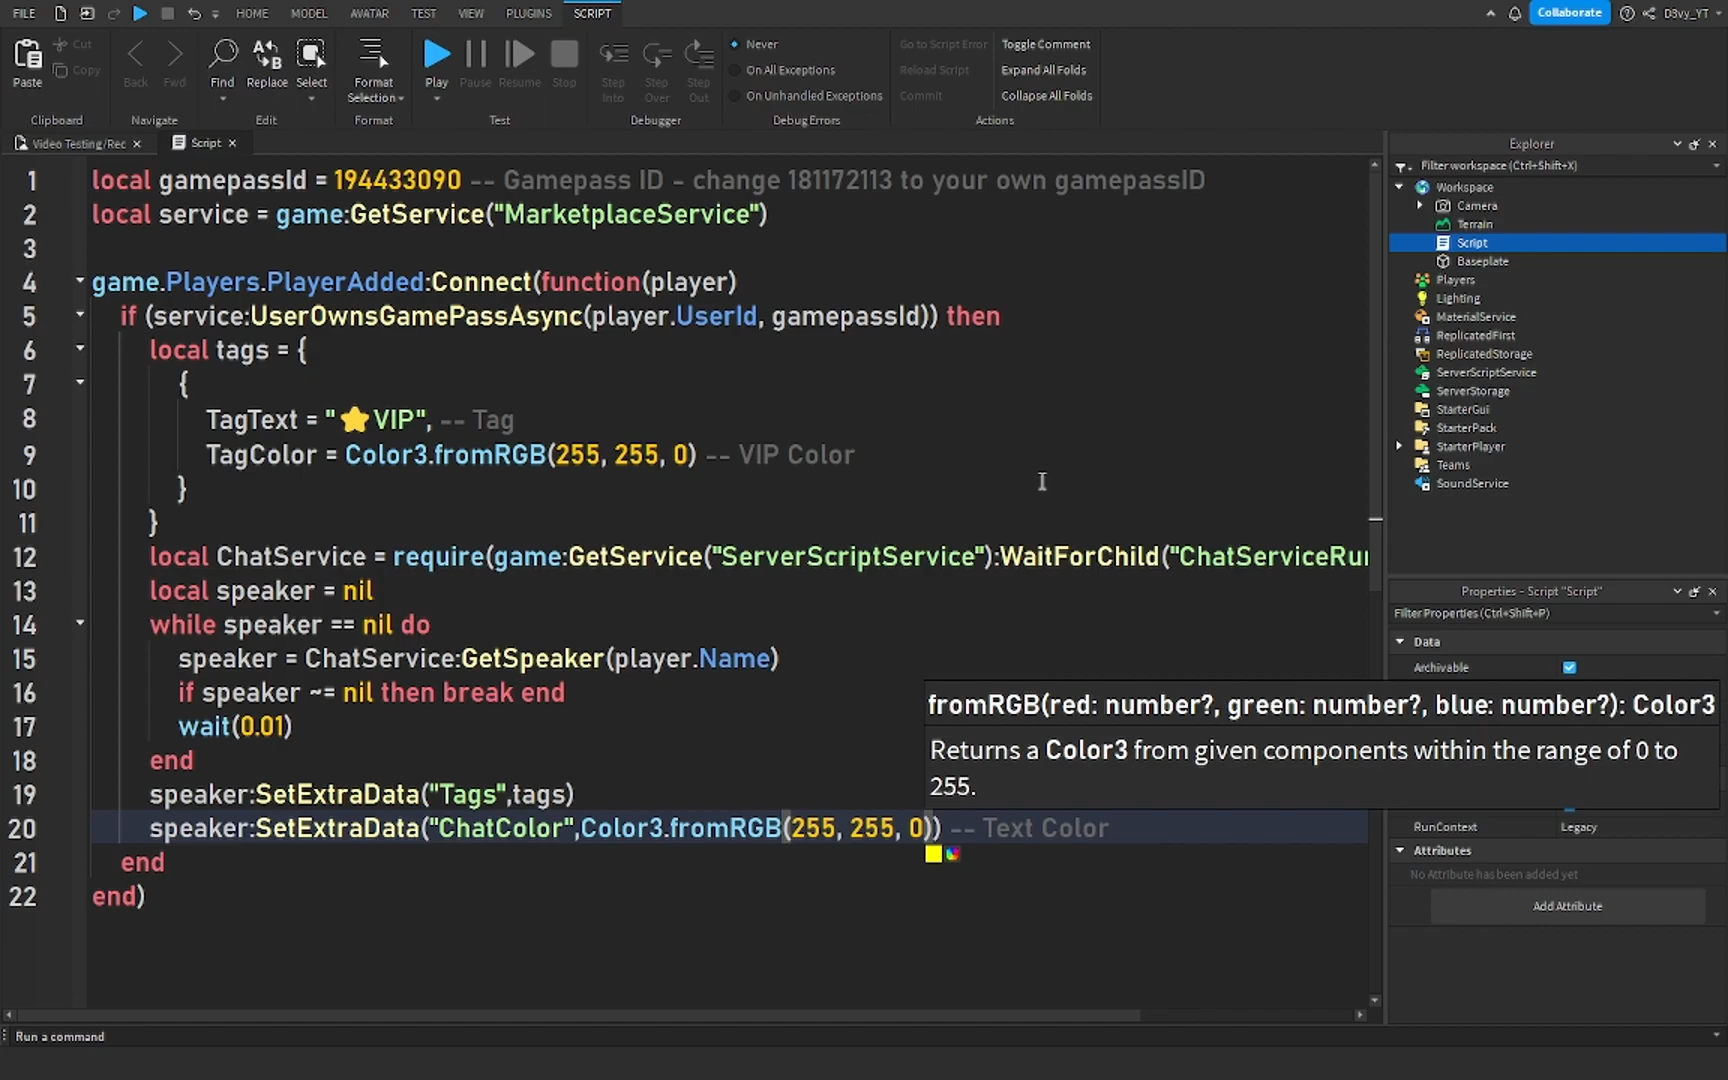 FILE HOME MODEL AVATAR TEST VIEW PLUGINS SCRIPT Collaborate D3vy_YT
Paste Cut Copy Back Fwd Find Replace Select Format Selection Play Pause Resume Stop Step Into Step Over Step Out
Never
On All Exceptions
On Unhandled Exceptions
Go to Script Error
Reload Script
Commit
Toggle Comment
Expand All Folds
Collapse All Folds
Clipboard Navigate Edit Format Test Debugger Debug Errors Actions
Video Testing/Rec Script
1 local gamepassId = 194433090 -- Gamepass ID - change 181172113 to your own gamepassID
2 local service = game:GetService("MarketplaceService")
3
4 game.Players.PlayerAdded:Connect(function(player)
5 if (service:UserOwnsGamePassAsync(player.UserId, gamepassId)) then
6 local tags = {
7 {
8 TagText = "⭐VIP", -- Tag
9 TagColor = Color3.fromRGB(255, 255, 0) -- VIP Color
10 }
11 }
12 local ChatService = require(game:GetService("ServerScriptService"):WaitForChild("ChatServiceRu
13 local speaker = nil
14 while speaker == nil do
15 speaker = ChatService:GetSpeaker(player.Name)
16 if speaker ~= nil then break end
17 wait(0.01)
18 end
19 speaker:SetExtraData("Tags",tags)
20 speaker:SetExtraData("ChatColor",Color3.fromRGB(255, 255, 0)) -- Text Color
21 end
22 end)
fromRGB(red: number?, green: number?, blue: number?): Color3
Returns a Color3 from given components within the range of 0 to
255.
Explorer
Filter workspace (Ctrl+Shift+X)
Workspace
Camera
Terrain
Script
Baseplate
Players
Lighting
MaterialService
ReplicatedFirst
ReplicatedStorage
ServerScriptService
ServerStorage
StarterGui
StarterPack
StarterPlayer
Teams
SoundService
Properties - Script "Script"
Filter Properties (Ctrl+Shift+P)
Data
Archivable
RunContext Legacy
Attributes
No Attribute has been added yet
Add Attribute
Run a command